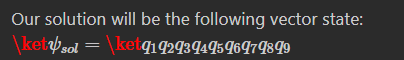 Our solution will be the following vector state:
\ketψsol = \ketq1q2q3q4q5q6q7q8q9